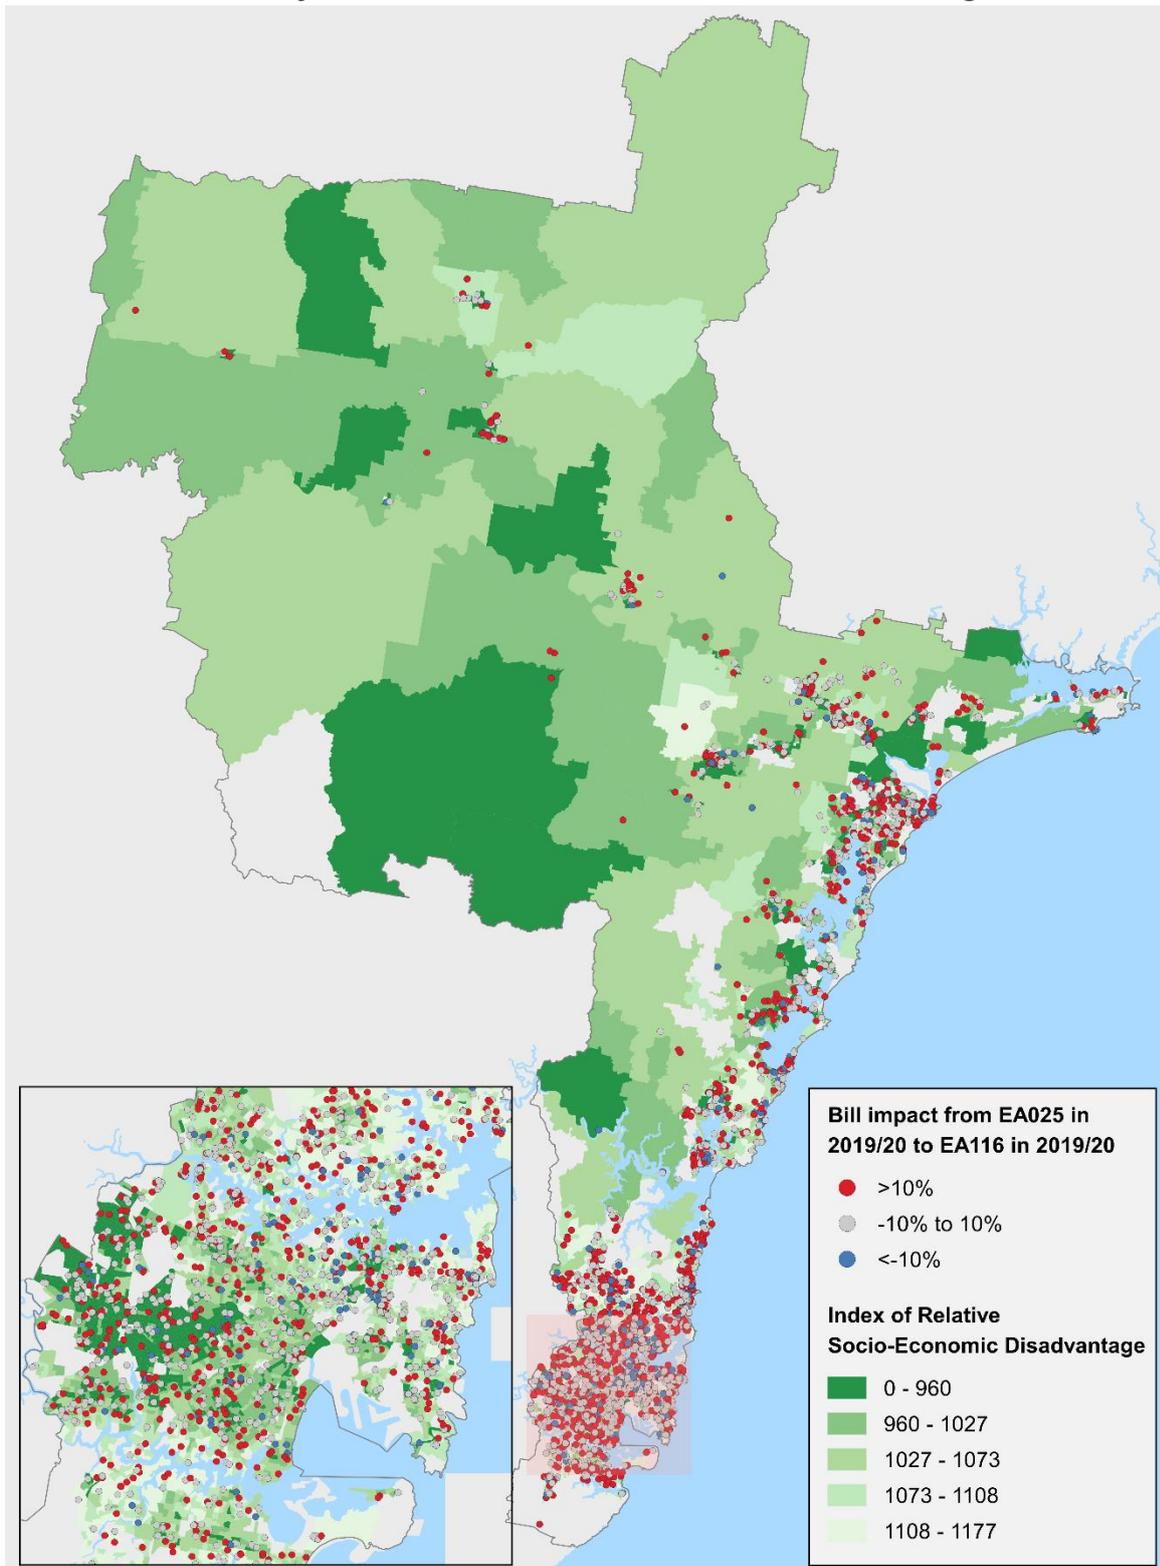 Bill impact from EA025 in
2019/20 to EA116 in 2019/20
>10%
-10% to 10%
<-10%
Index of Relative
Socio-Economic Disadvantage
0 - 960
960 - 1027
1027 - 1073
1073 - 1108
1108 - 1177